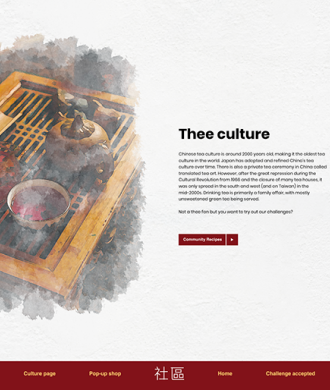 Thee culture
Chinese tea culture is around 2000 years old, making it the oldest tea
culture in the world. Japan has adopted and refined China's tea
culture over time. There is also a private tea ceremony in China called
translated tea art. However, after the great repression during the
Cultural Revolution from 1966 and the closure of many tea houses, it
was only spread in the south and west (and on Taiwan) in the
mid-2000s. Drinking tea is primarily a family affair, with mostly
unsweetened green tea being served.
Not a thea fan but you want to try out our challenges?
Community Recipes
Culture page
Pop-up shop
社區
Home
Challenge accepted